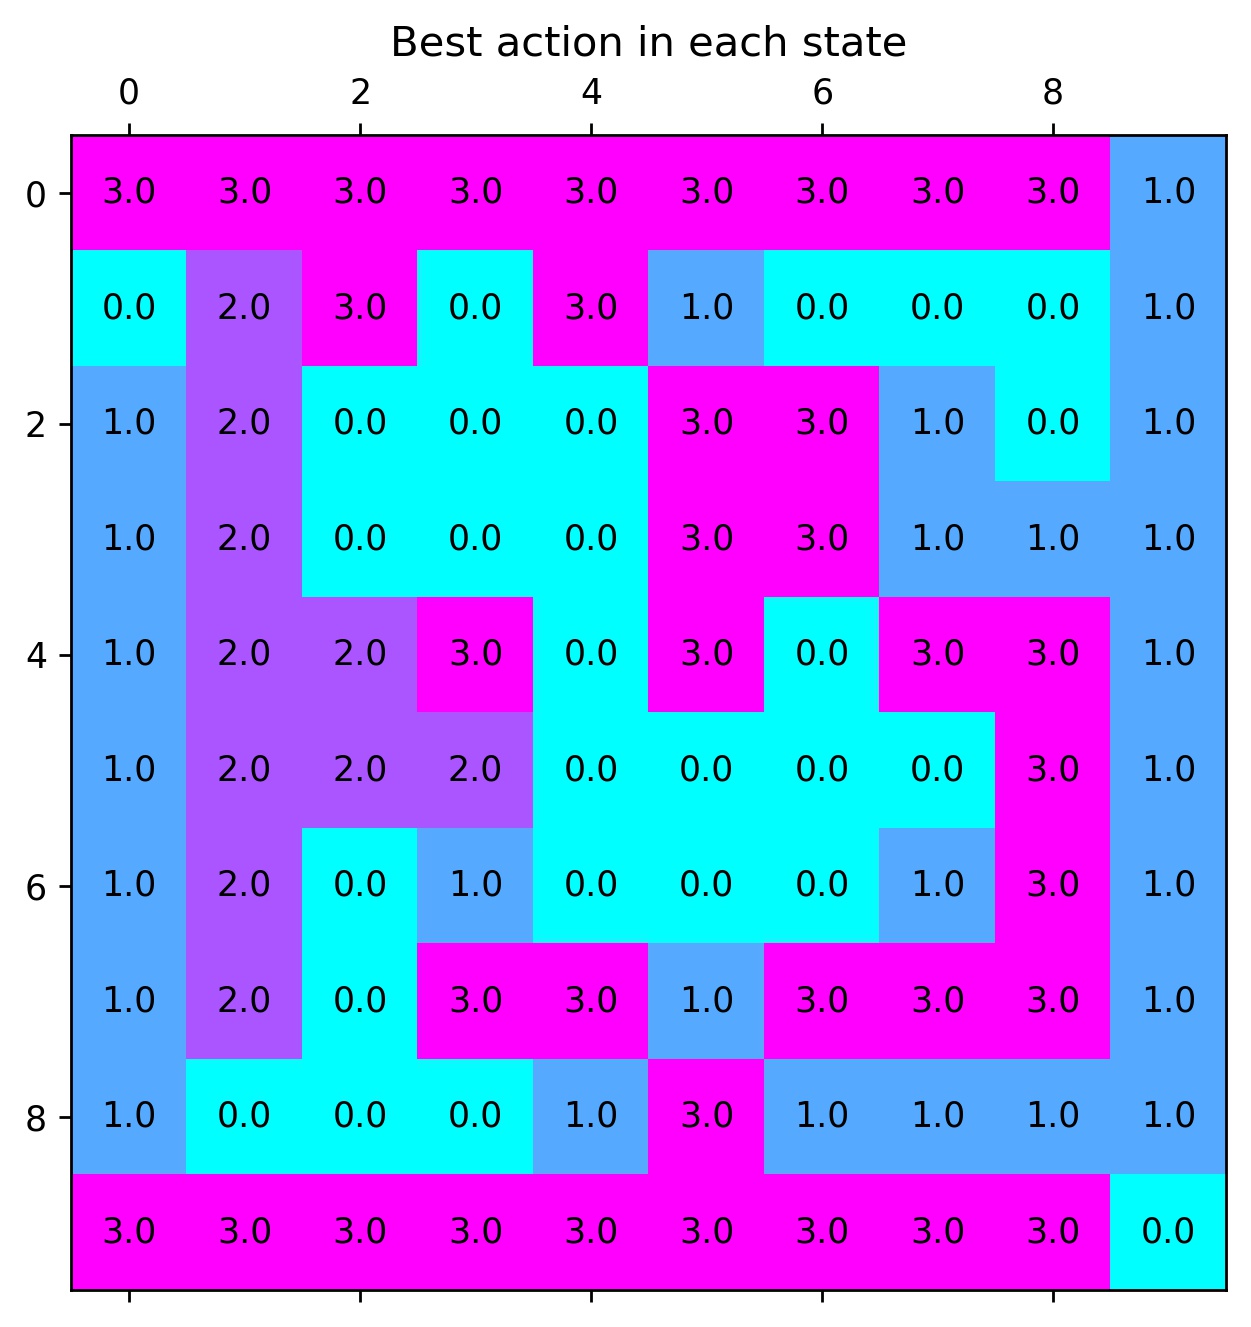 Best action in each state
0 2 4 6 8
0 3.0 3.0 3.0 3.0 3.0 3.0 3.0 3.0 3.0 1.0
0.0 2.0 3.0 0.0 3.0 1.0 0.0 0.0 0.0 1.0
2 1.0 2.0 0.0 0.0 0.0 3.0 3.0 1.0 0.0 1.0
1.0 2.0 0.0 0.0 0.0 3.0 3.0 1.0 1.0 1.0
4 1.0 2.0 2.0 3.0 0.0 3.0 0.0 3.0 3.0 1.0
1.0 2.0 2.0 2.0 0.0 0.0 0.0 0.0 3.0 1.0
6 1.0 2.0 0.0 1.0 0.0 0.0 0.0 1.0 3.0 1.0
1.0 2.0 0.0 3.0 3.0 1.0 3.0 3.0 3.0 1.0
8 1.0 0.0 0.0 0.0 1.0 3.0 1.0 1.0 1.0 1.0
3.0 3.0 3.0 3.0 3.0 3.0 3.0 3.0 3.0 0.0